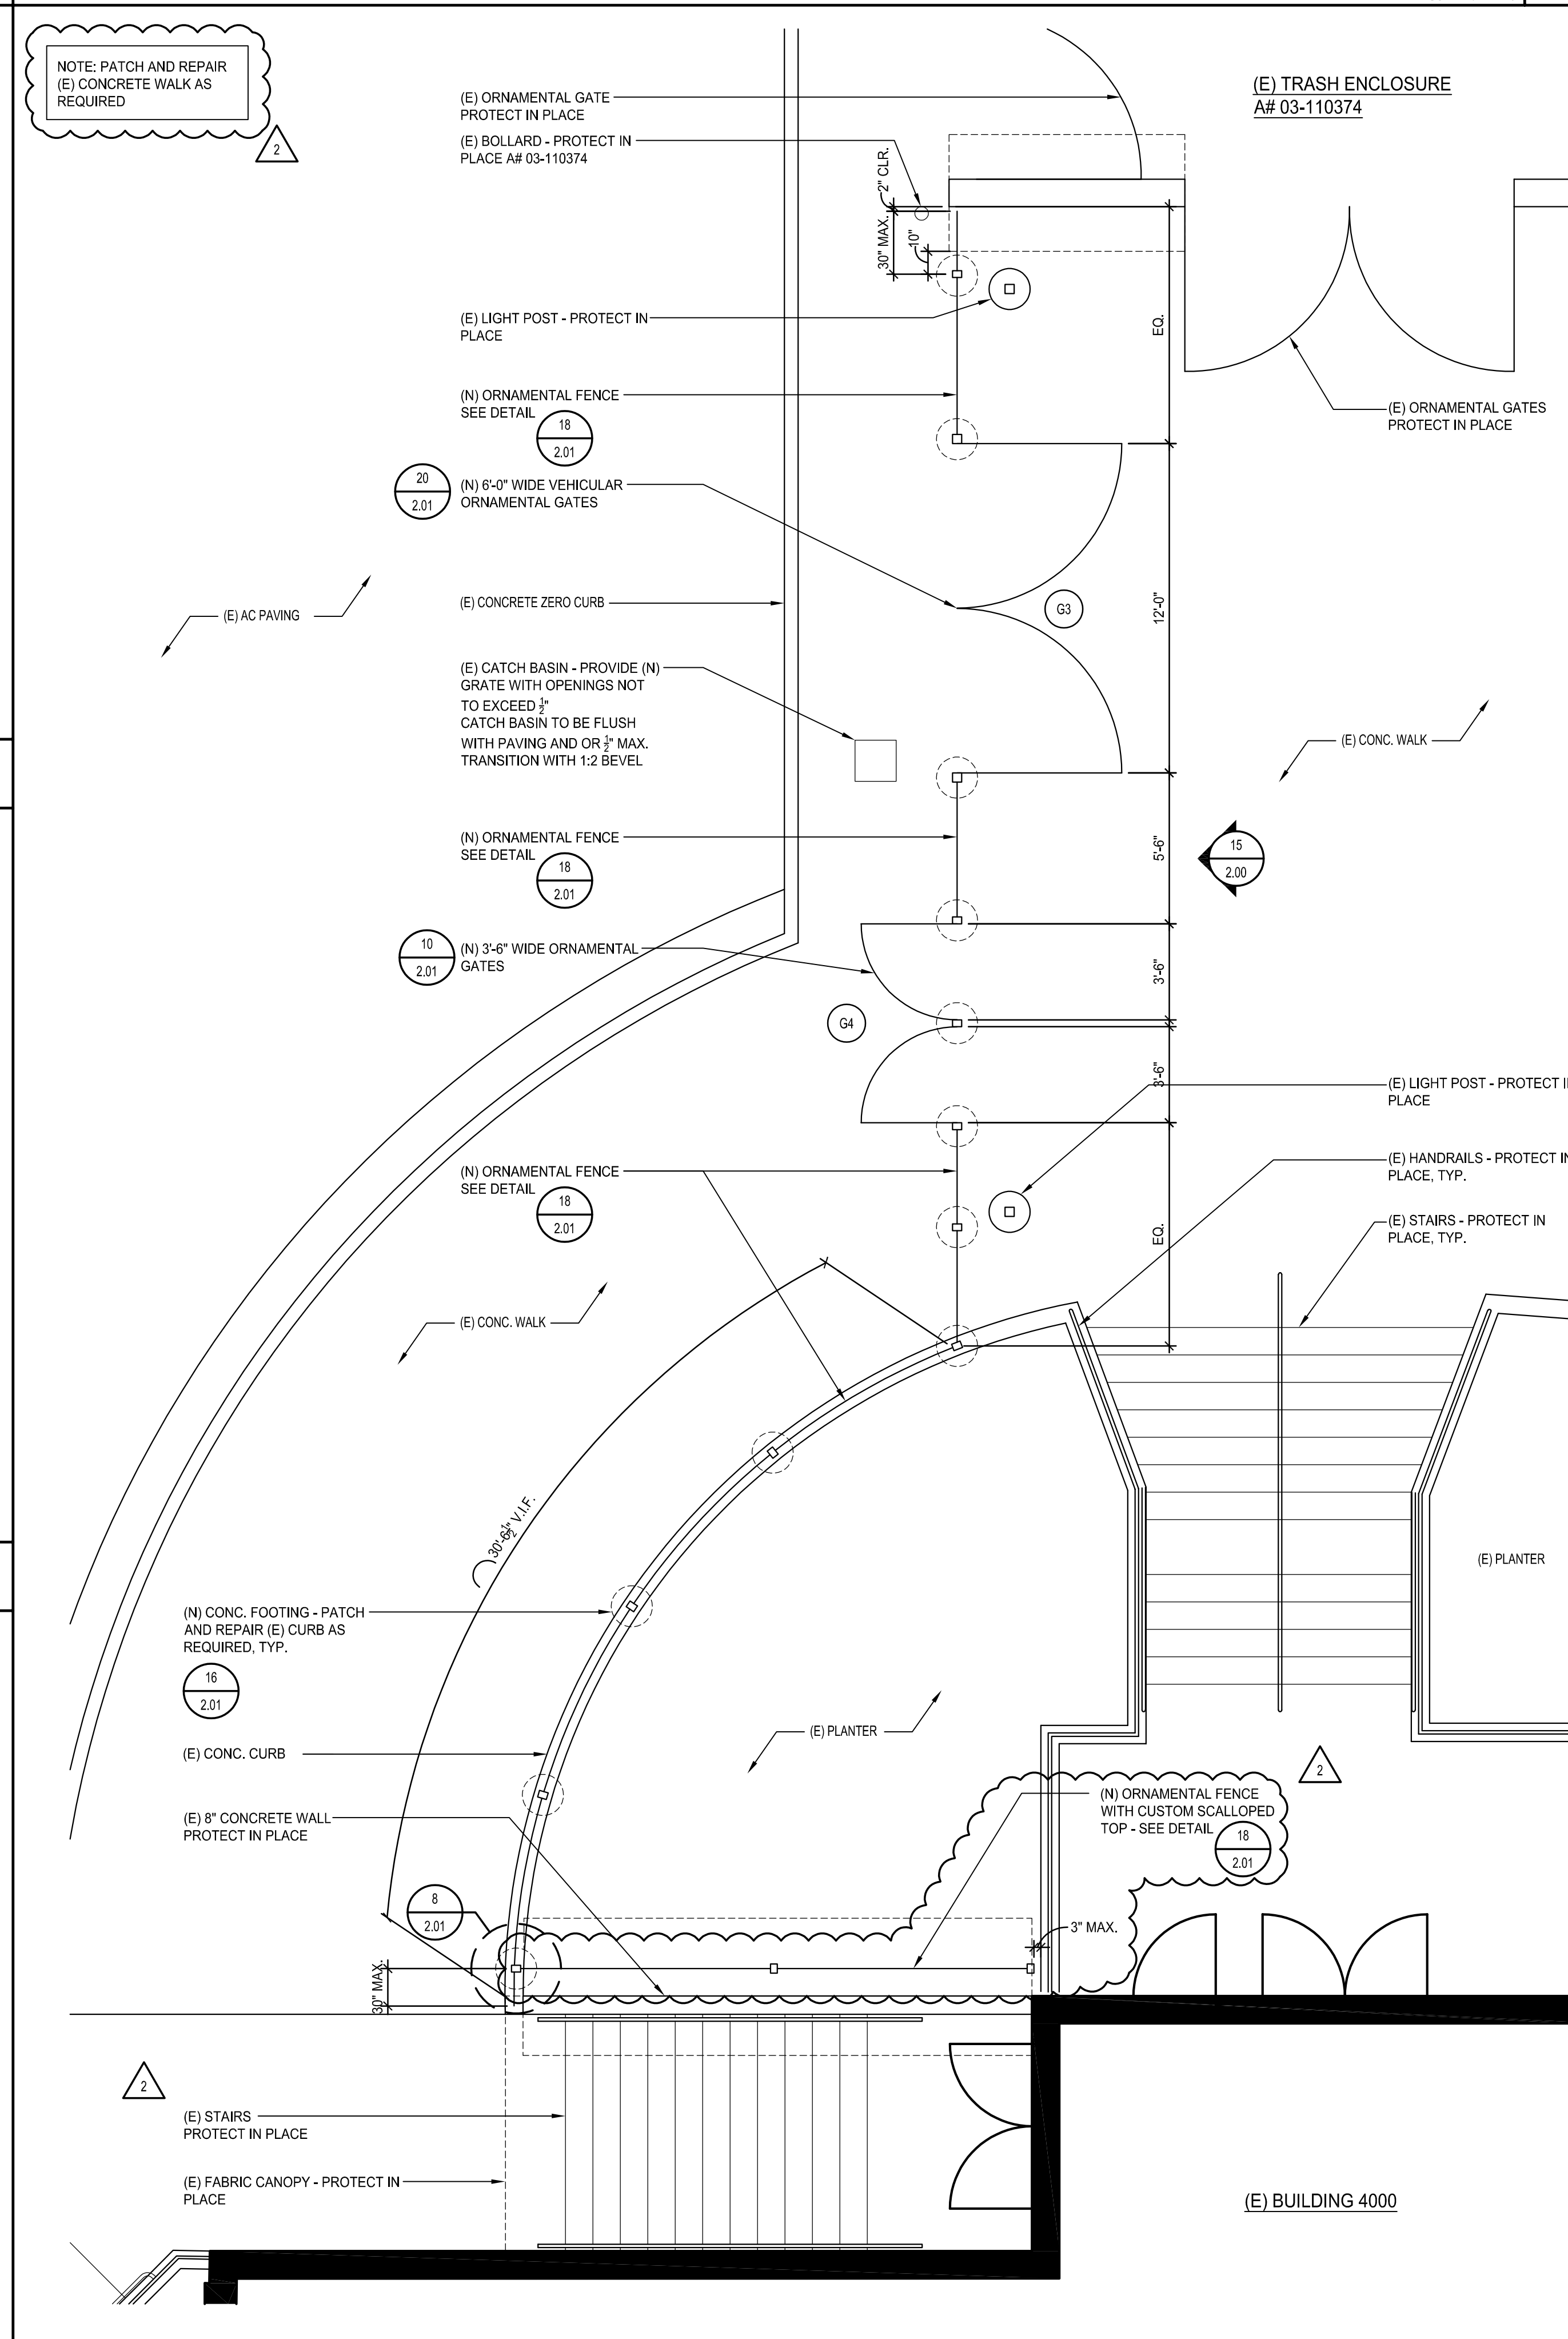 NOTE: PATCH AND REPAIR
(E) CONCRETE WALK AS
REQUIRED
2
(E) ORNAMENTAL GATE
PROTECT IN PLACE
(E) BOLLARD - PROTECT IN
PLACE A# 03-110374
(E) TRASH ENCLOSURE
A# 03-110374
2" CLR.
30" MAX.
10"
(E) LIGHT POST - PROTECT IN
PLACE
EQ.
(N) ORNAMENTAL FENCE
SEE DETAIL
18
2.01
(E) ORNAMENTAL GATES
PROTECT IN PLACE
20
2.01
(N) 6'-0" WIDE VEHICULAR
ORNAMENTAL GATES
(E) AC PAVING
(E) CONCRETE ZERO CURB
G3
12'-0"
(E) CATCH BASIN - PROVIDE (N)
GRATE WITH OPENINGS NOT
TO EXCEED 1/2"
CATCH BASIN TO BE FLUSH
WITH PAVING AND OR 1/2" MAX.
TRANSITION WITH 1:2 BEVEL
(E) CONC. WALK
(N) ORNAMENTAL FENCE
SEE DETAIL
18
2.01
5'-6"
15
2.00
10
2.01
(N) 3'-6" WIDE ORNAMENTAL
GATES
3'-6"
G4
3'-6"
(E) LIGHT POST - PROTECT
PLACE
(N) ORNAMENTAL FENCE
SEE DETAIL
18
2.01
(E) HANDRAILS - PROTECT IN
PLACE, TYP.
(E) STAIRS - PROTECT IN
PLACE, TYP.
EQ.
(E) CONC. WALK
30'-6 1/2" V.I.F.
(E) PLANTER
(N) CONC. FOOTING - PATCH
AND REPAIR (E) CURB AS
REQUIRED, TYP.
16
2.01
(E) PLANTER
(E) CONC. CURB
2
(N) ORNAMENTAL FENCE
WITH CUSTOM SCALLOPED
TOP - SEE DETAIL
18
2.01
(E) 8" CONCRETE WALL
PROTECT IN PLACE
8
2.01
3" MAX.
30" MAX.
2
(E) STAIRS
PROTECT IN PLACE
(E) FABRIC CANOPY - PROTECT IN
PLACE
(E) BUILDING 4000